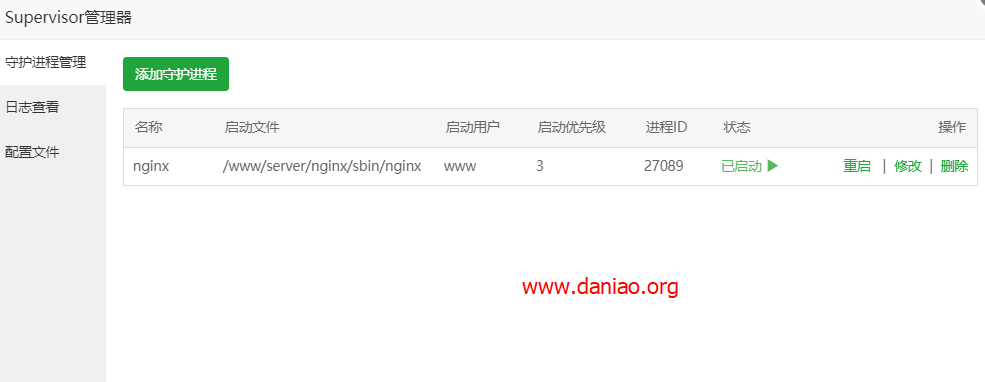 Supervisor管理器
守护进程管理
添加守护进程
日志查看
配置文件
名称 启动文件 启动用户 启动优先级 进程ID 状态 操作
nginx /www/server/nginx/sbin/nginx www 3 27089 已启动 重启 | 修改 | 删除
www.daniao.org